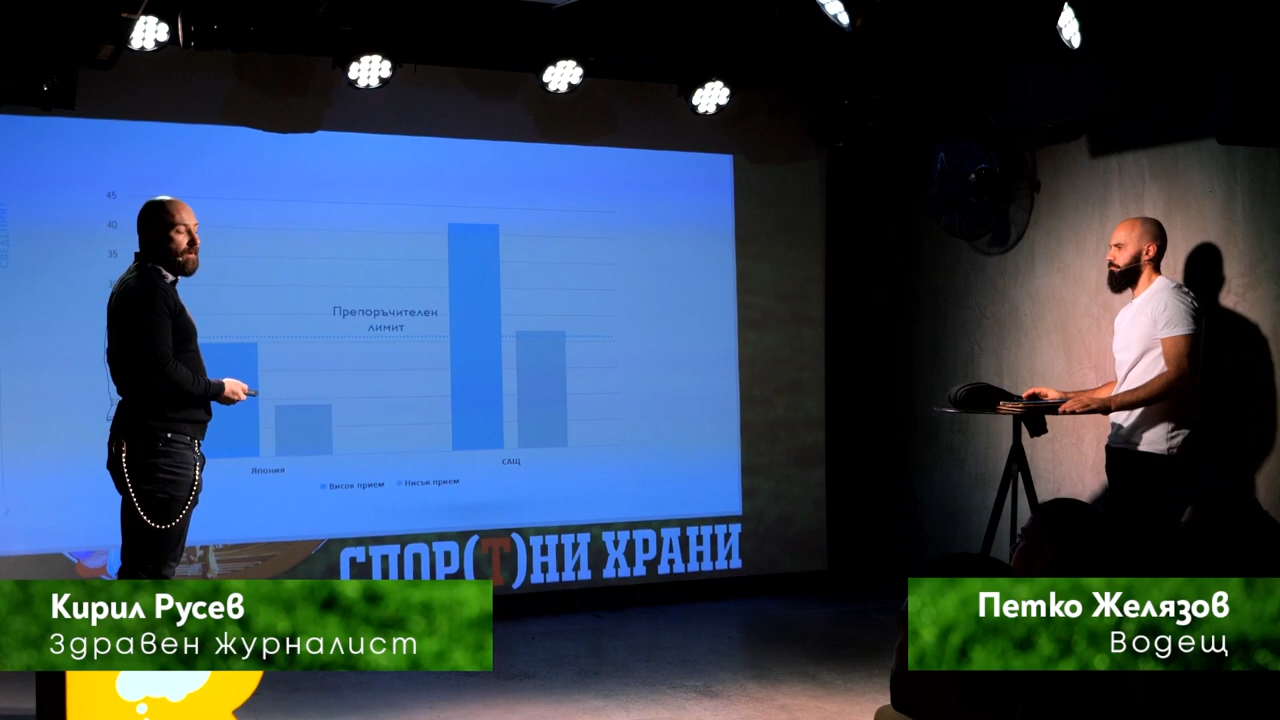 45
40
35
Препоръчителен
лимит
Япония
САЩ
Висок прием
Нисък прием
СПОР(Т)НИ ХРАНИ
Кирил Русев
Здравен журналист
Петко Желязов
Водещ